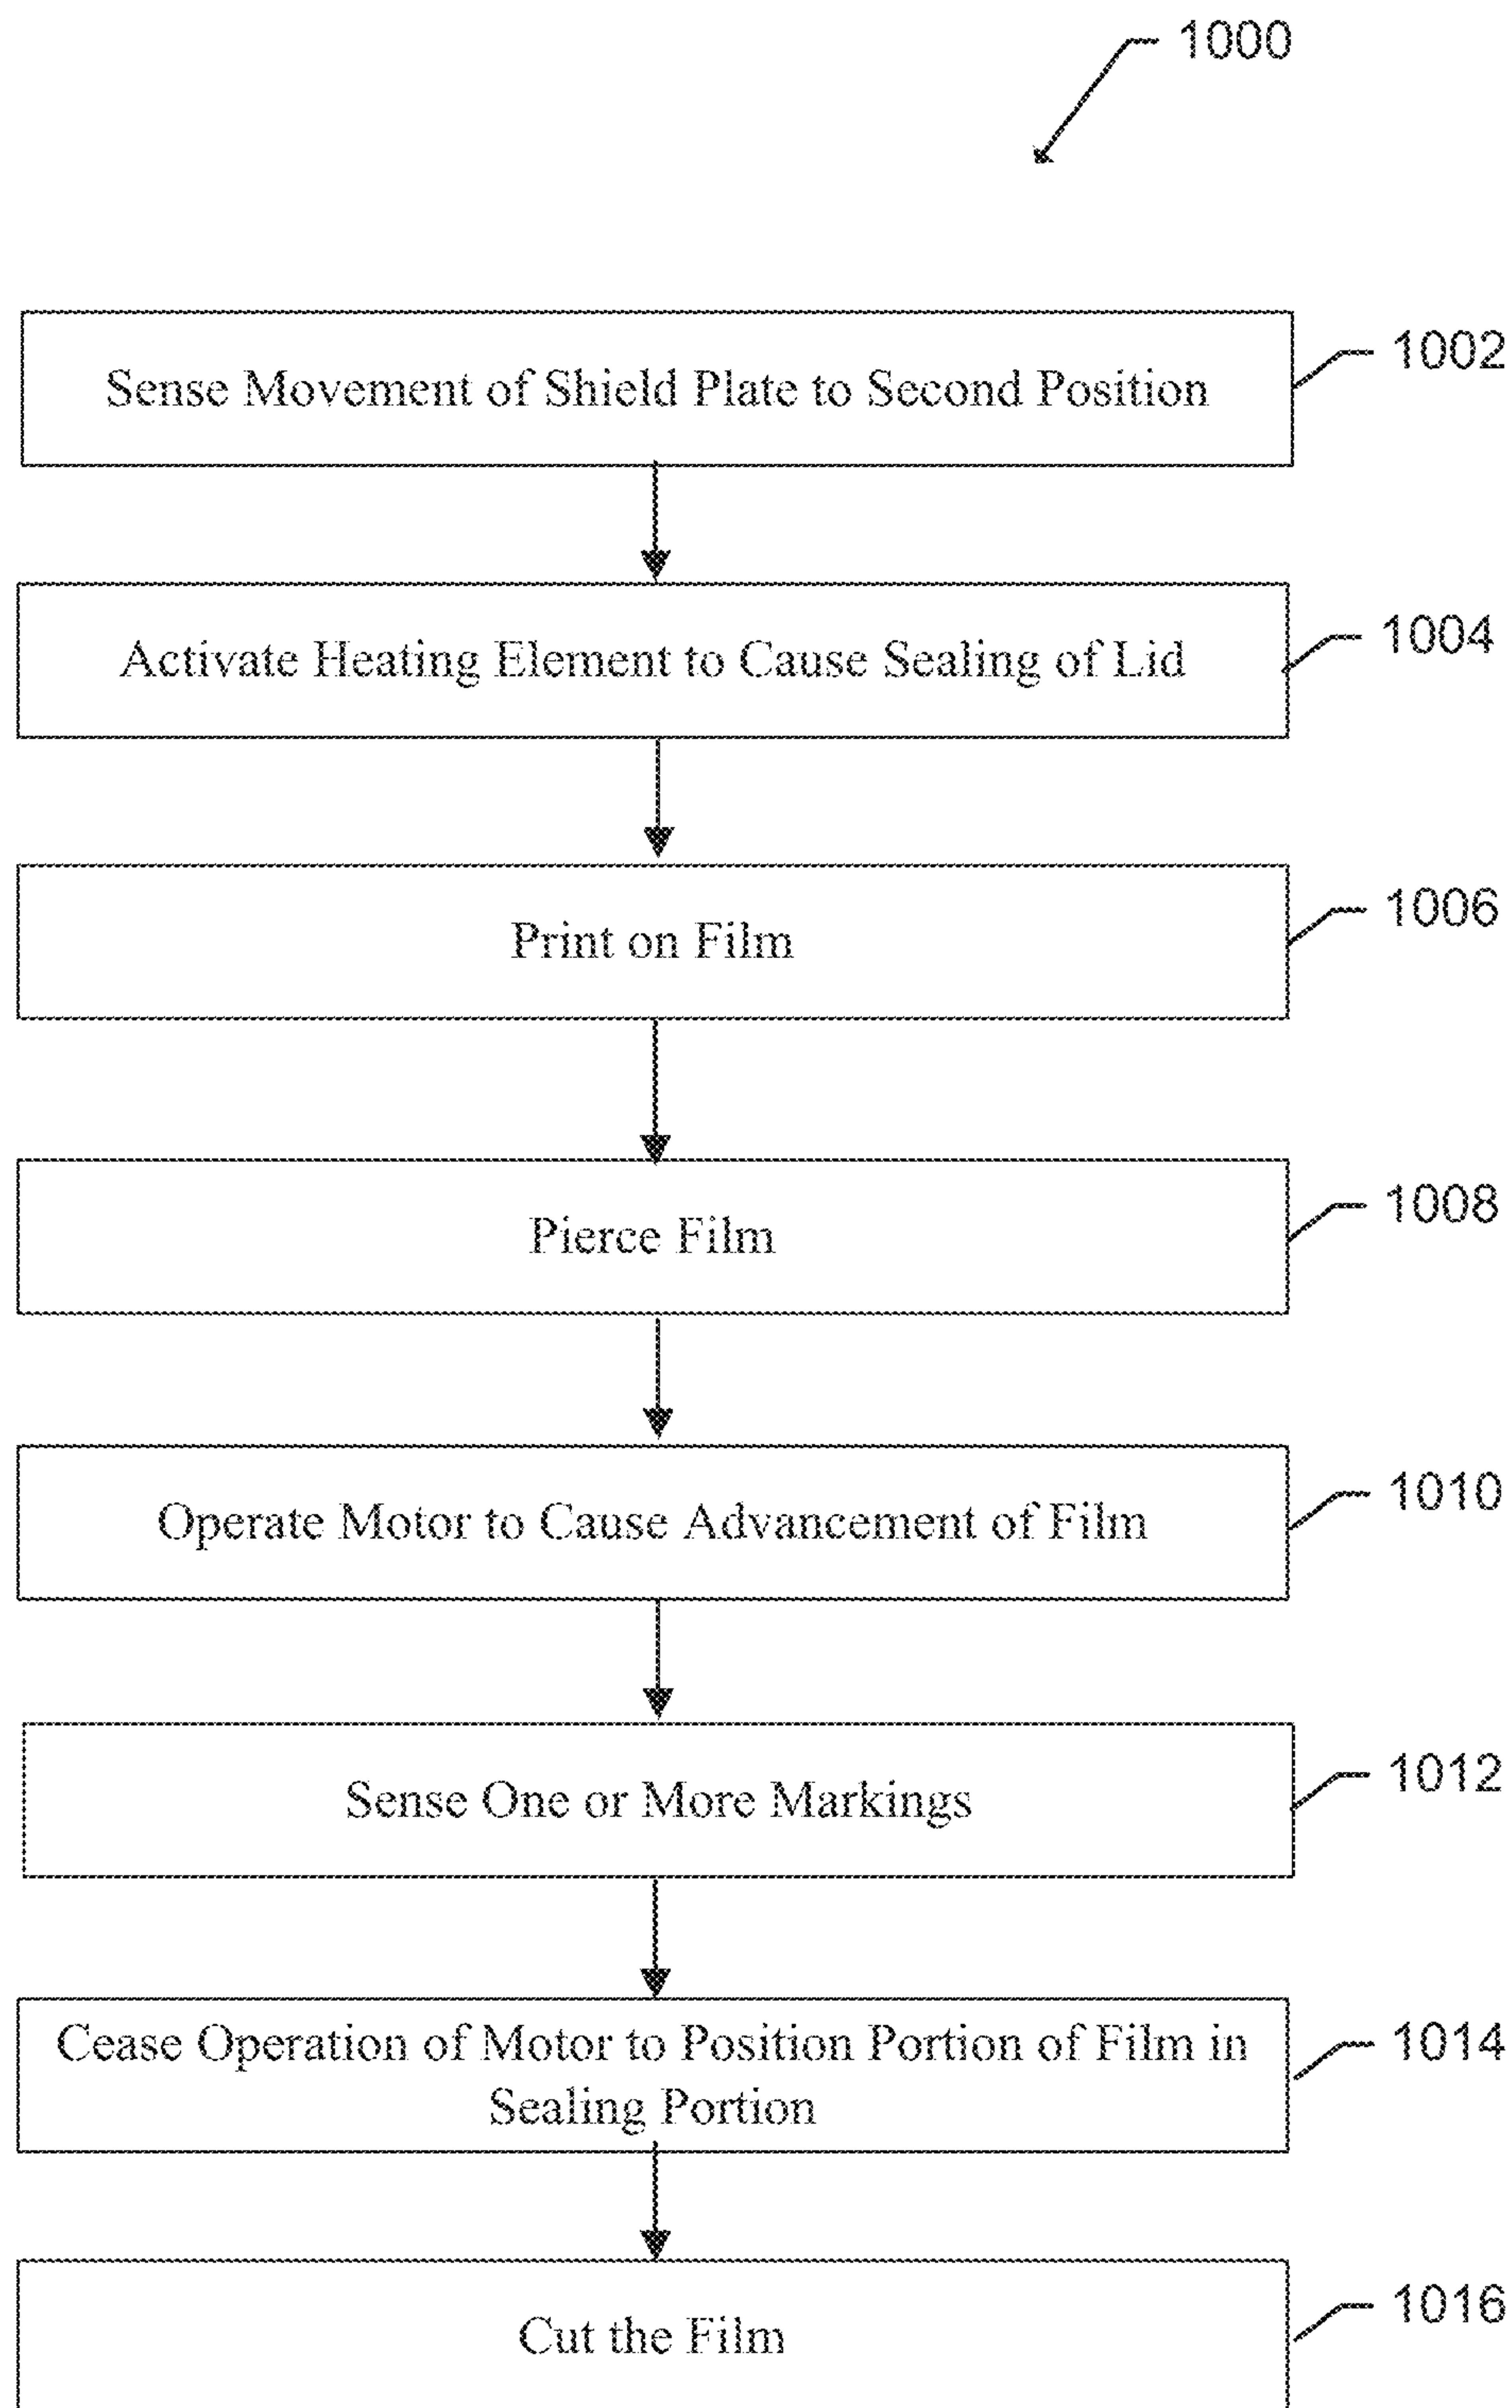 1000
Sense Movement of Shield Plate to Second Position
1002
Activate Heating Element to Cause Sealing of Lid
1004
Print on Film
1006
Pierce Film
1008
Operate Motor to Cause Advancement of Film
1010
Sense One or More Markings
1012
Cease Operation of Motor to Position Portion of Film in
Sealing Portion
1014
Cut the Film
1016